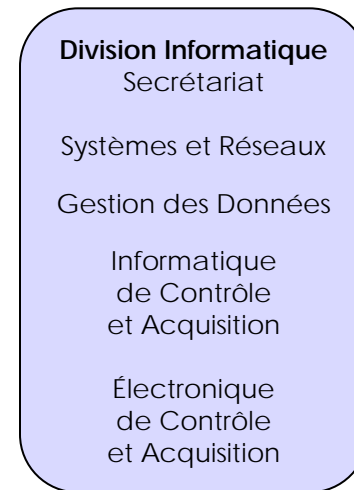 Division Informatique
Secrétariat
Systèmes et Réseaux
Gestion des Données
Informatique
de Contrôle
et Acquisition
Électronique
de Contrôle
et Acquisition